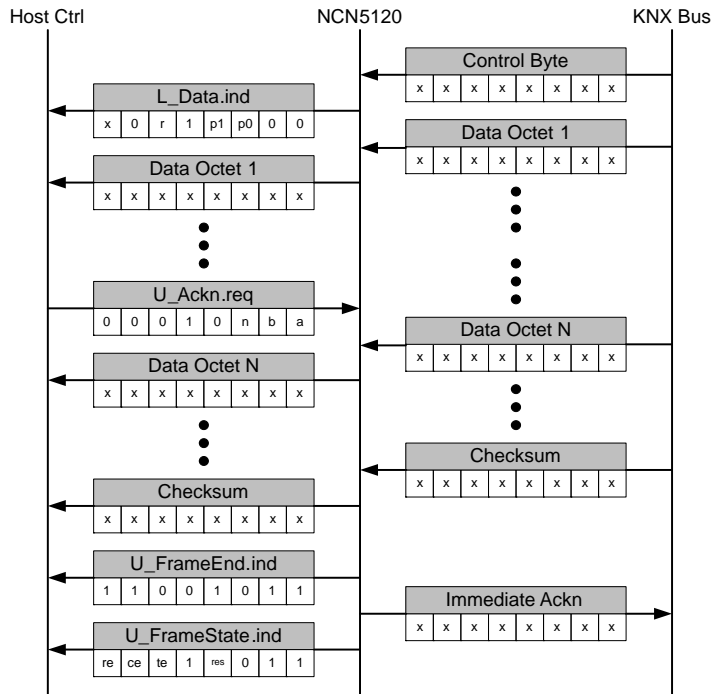 Host Ctrl NCN5120 KNX Bus
Control Byte
x x x x x x x x
L_Data.ind
x 0 r 1 p1 p0 0 0
Data Octet 1
x x x x x x x x
Data Octet 1
x x x x x x x x
U_Ackn.req
0 0 0 1 0 n b a
Data Octet N
x x x x x x x x
Data Octet N
x x x x x x x x
Checksum
x x x x x x x x
Checksum
x x x x x x x x
U_FrameEnd.ind
1 1 0 0 1 0 1 1
Immediate Ackn
x x x x x x x x
U_FrameState.ind
re ce te 1 res 0 1 1